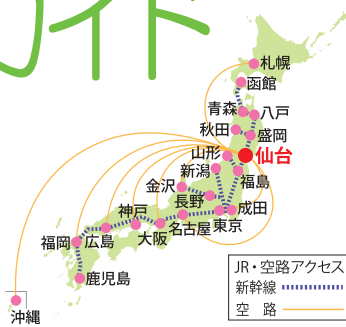 ガイド
札幌
函館
青森
八戸
秋田
盛岡
山形
仙台
新潟
福島
金沢
長野
成田
神戸
東京
名古屋
大阪
福岡
広島
鹿児島
沖縄
JR・空路アクセス
新幹線
空 路